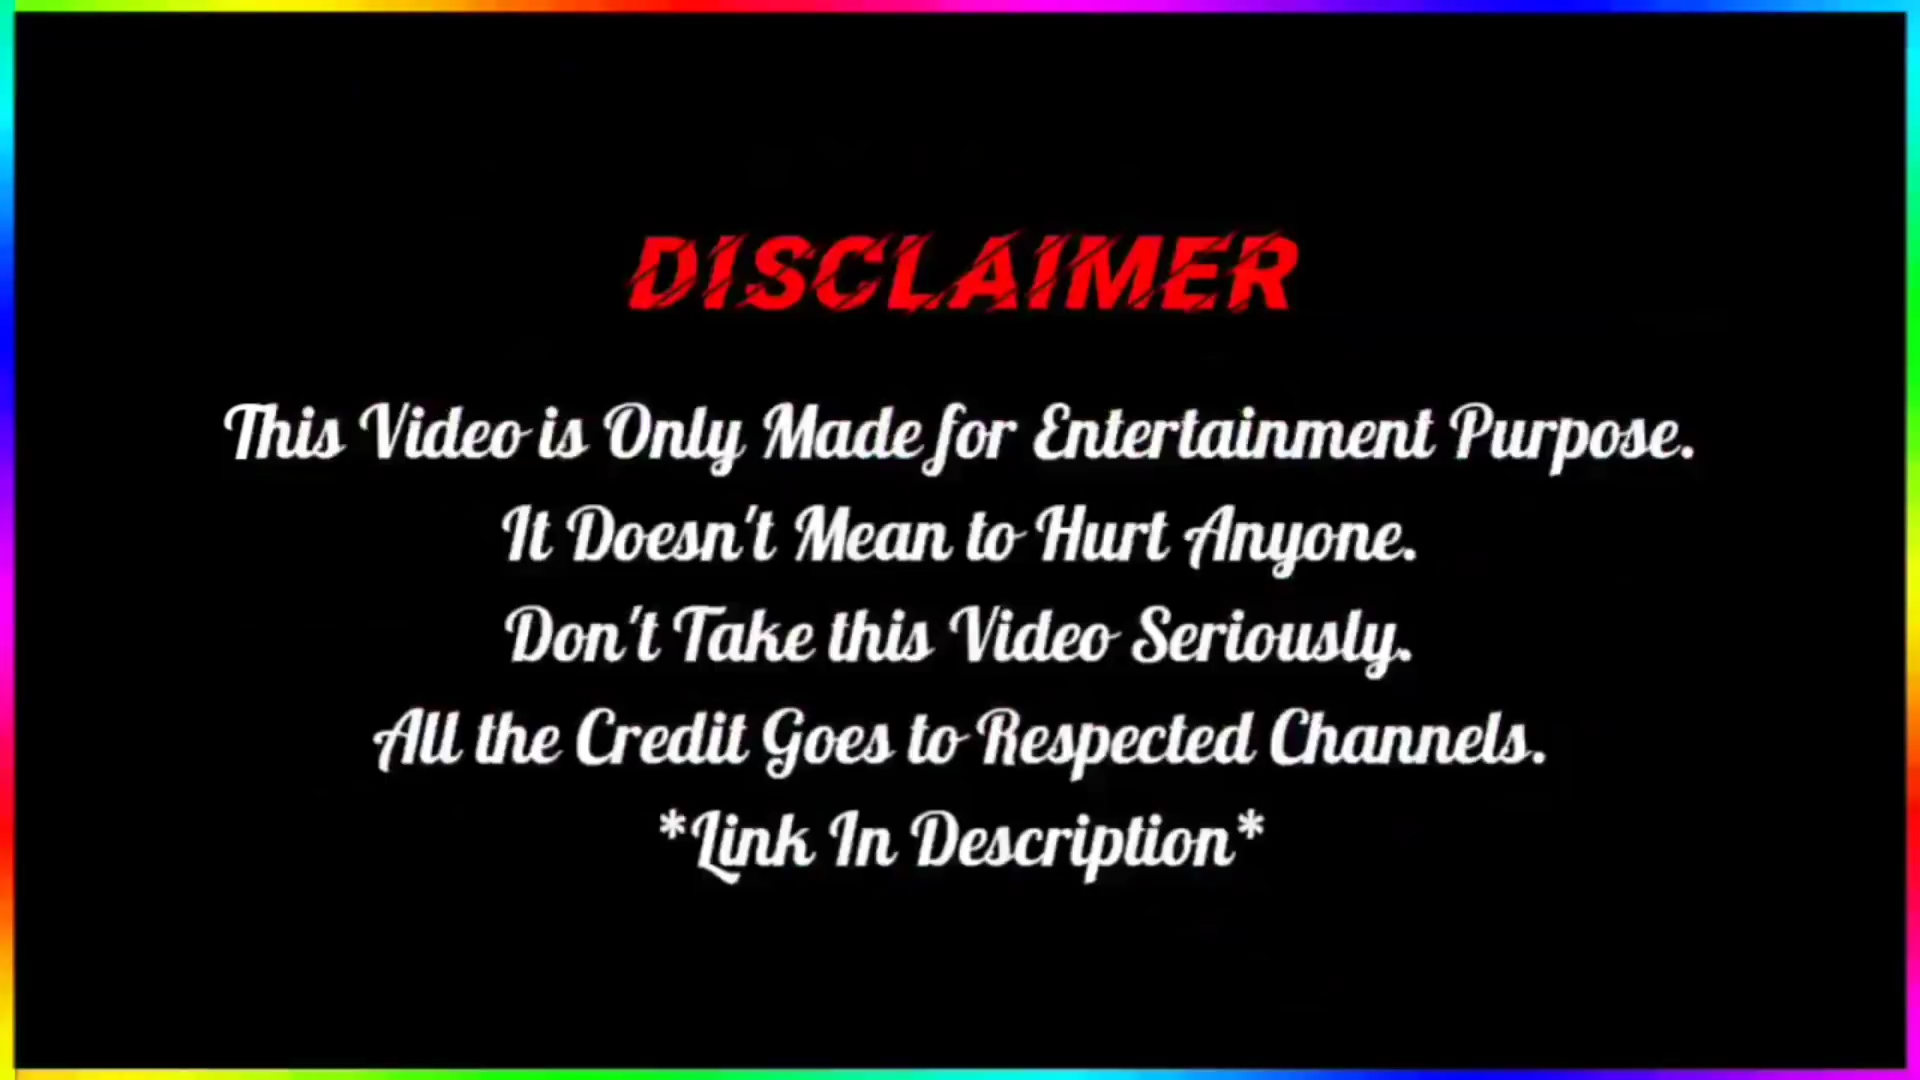 DISCLAIMER
This Video is Only Made for Entertainment Purpose.
It Doesn't Mean to Hurt Anyone.
Don't Take this Video Seriously.
All the Credit Goes to Respected Channels.
*Link In Description*